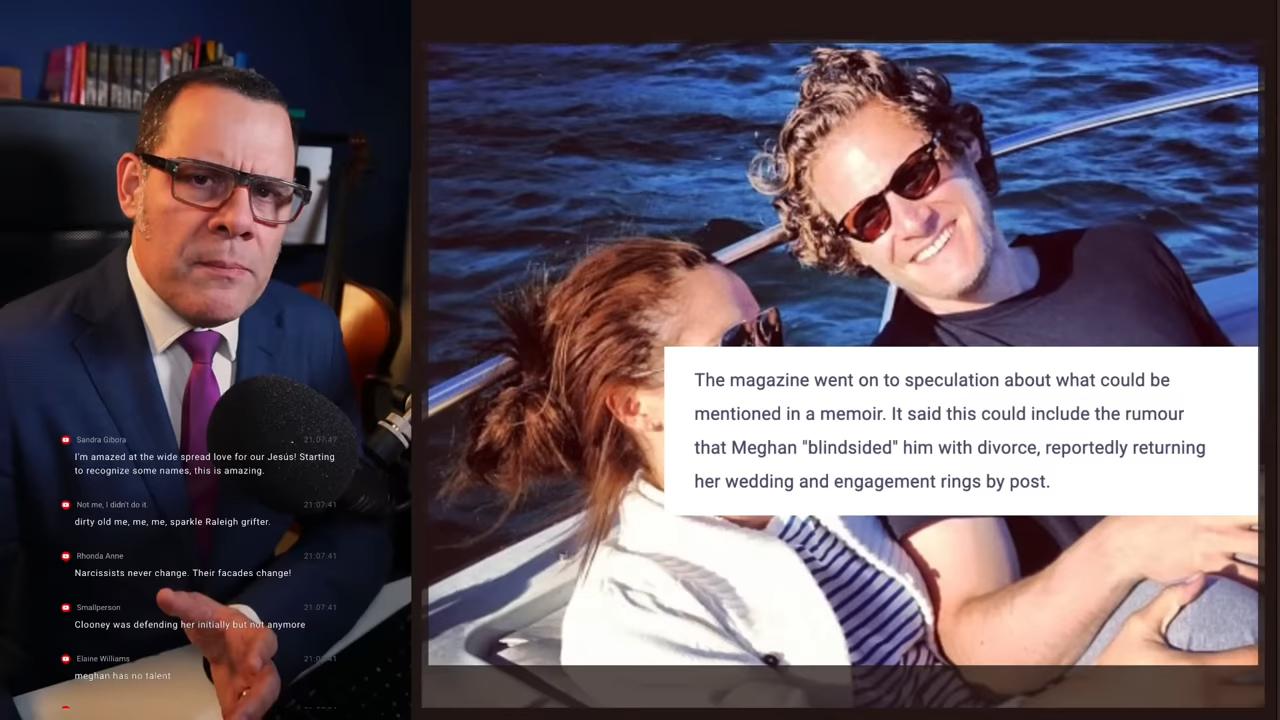 Sandra Gibora 21:07:47
I'm amazed at the wide spread love for our Jesús! Starting
to recognize some names, this is amazing.
Not me, I didn't do it. 21:07:41
dirty old me, me, me, sparkle Raleigh grifter.
Rhonda Anne 21:07:41
Narcissists never change. Their facades change!
Smallperson 21:07:41
Clooney was defending her initially but not anymore
Elaine Williams
meghan has no talent
The magazine went on to speculation about what could be
mentioned in a memoir. It said this could include the rumour
that Meghan "blindsided" him with divorce, reportedly returning
her wedding and engagement rings by post.